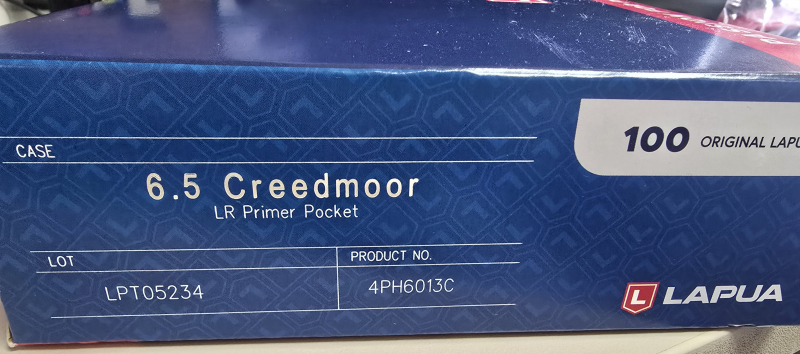 100 ORIGINAL
CASE
6.5 Creedmoor
LR Primer Pocket
LOT
PRODUCT NO.
LPT05234
4PH6013C
LAPUA